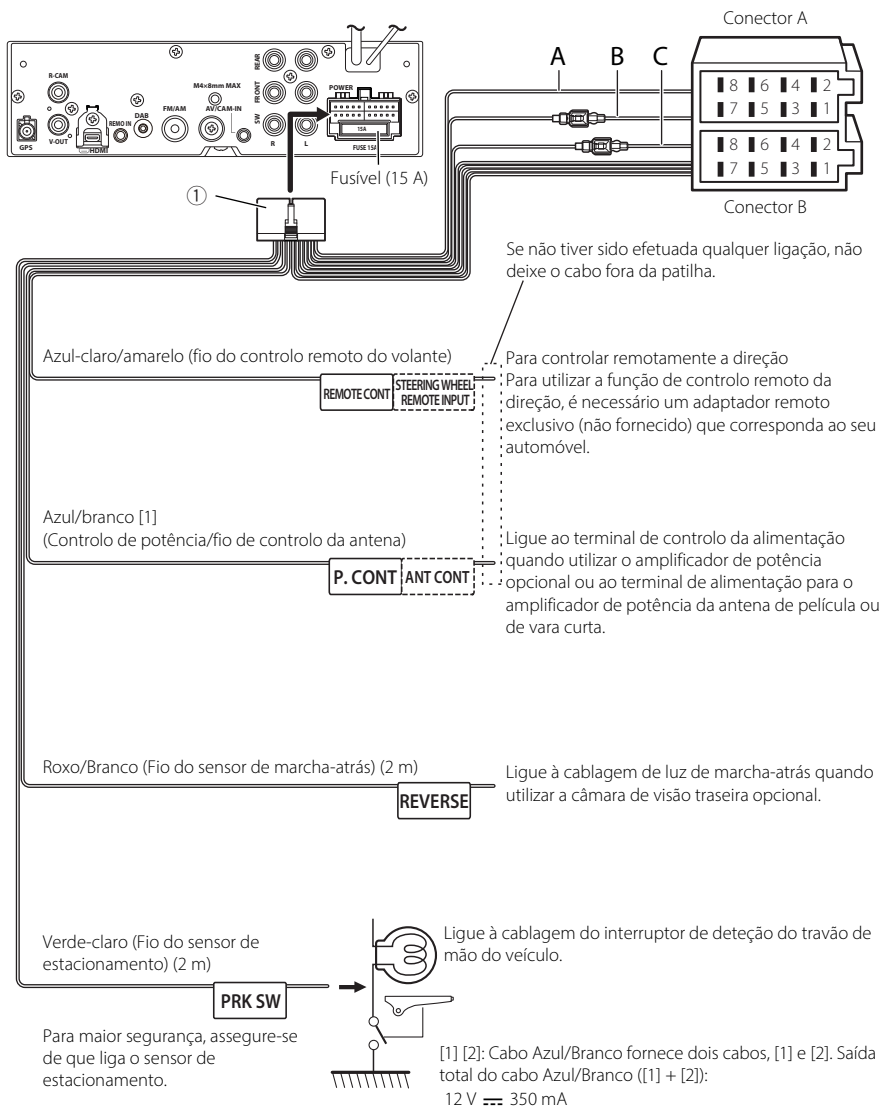 Conector A
A B C
8 6 4 2
7 5 3 1
8 6 4 2
7 5 3 1
Conector B
R-CAM
V-OUT
GPS
HDMI
REMO IN
DAB
FM/AM
M4×8mm MAX
AV/CAM-IN
REAR
FRONT
SW
R L
POWER
15A
FUSE 15A
Fusível (15 A)
①
Se não tiver sido efetuada qualquer ligação, não
deixe o cabo fora da patilha.
Azul-claro/amarelo (fio do controlo remoto do volante)
REMOTE CONT
STEERING WHEEL
REMOTE INPUT
Para controlar remotamente a direção
Para utilizar a função de controlo remoto da
direção, é necessário um adaptador remoto
exclusivo (não fornecido) que corresponda ao seu
automóvel.
Azul/branco [1]
(Controlo de potência/fio de controlo da antena)
P. CONT
ANT CONT
Ligue ao terminal de controlo da alimentação
quando utilizar o amplificador de potência
opcional ou ao terminal de alimentação para o
amplificador de potência da antena de película ou
de vara curta.
Roxo/Branco (Fio do sensor de marcha-atrás) (2 m)
REVERSE
Ligue à cablagem de luz de marcha-atrás quando
utilizar a câmara de visão traseira opcional.
Verde-claro (Fio do sensor de
estacionamento) (2 m)
PRK SW
Ligue à cablagem do interruptor de deteção do travão de
mão do veículo.
Para maior segurança, assegure-se
de que liga o sensor de
estacionamento.
[1] [2]: Cabo Azul/Branco fornece dois cabos, [1] e [2]. Saída
total do cabo Azul/Branco ([1] + [2]):
12 V ⎓ 350 mA